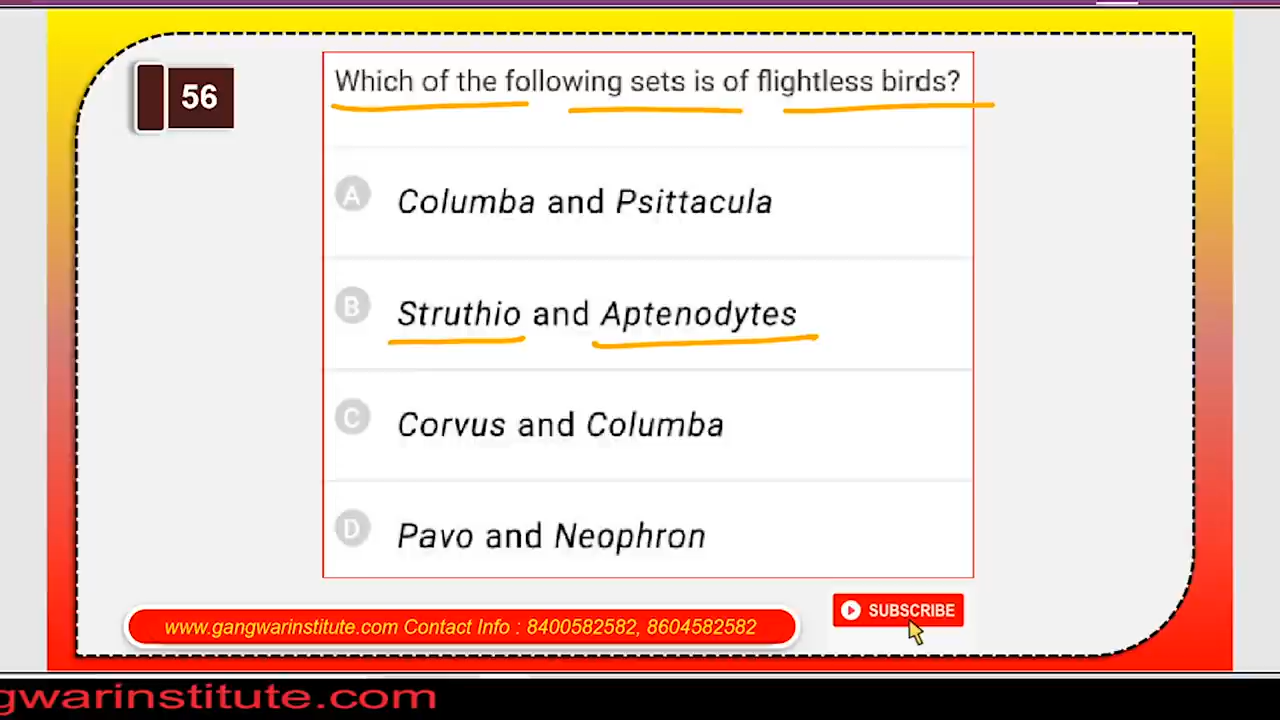 56
Which of the following sets is of flightless birds?
A
Columba and Psittacula
B
Struthio and Aptenodytes
C
Corvus and Columba
D
Pavo and Neophron
www.gangwarinstitute.com Contact Info : 8400582582, 8604582582
SUBSCRIBE
gwarinstitute.com